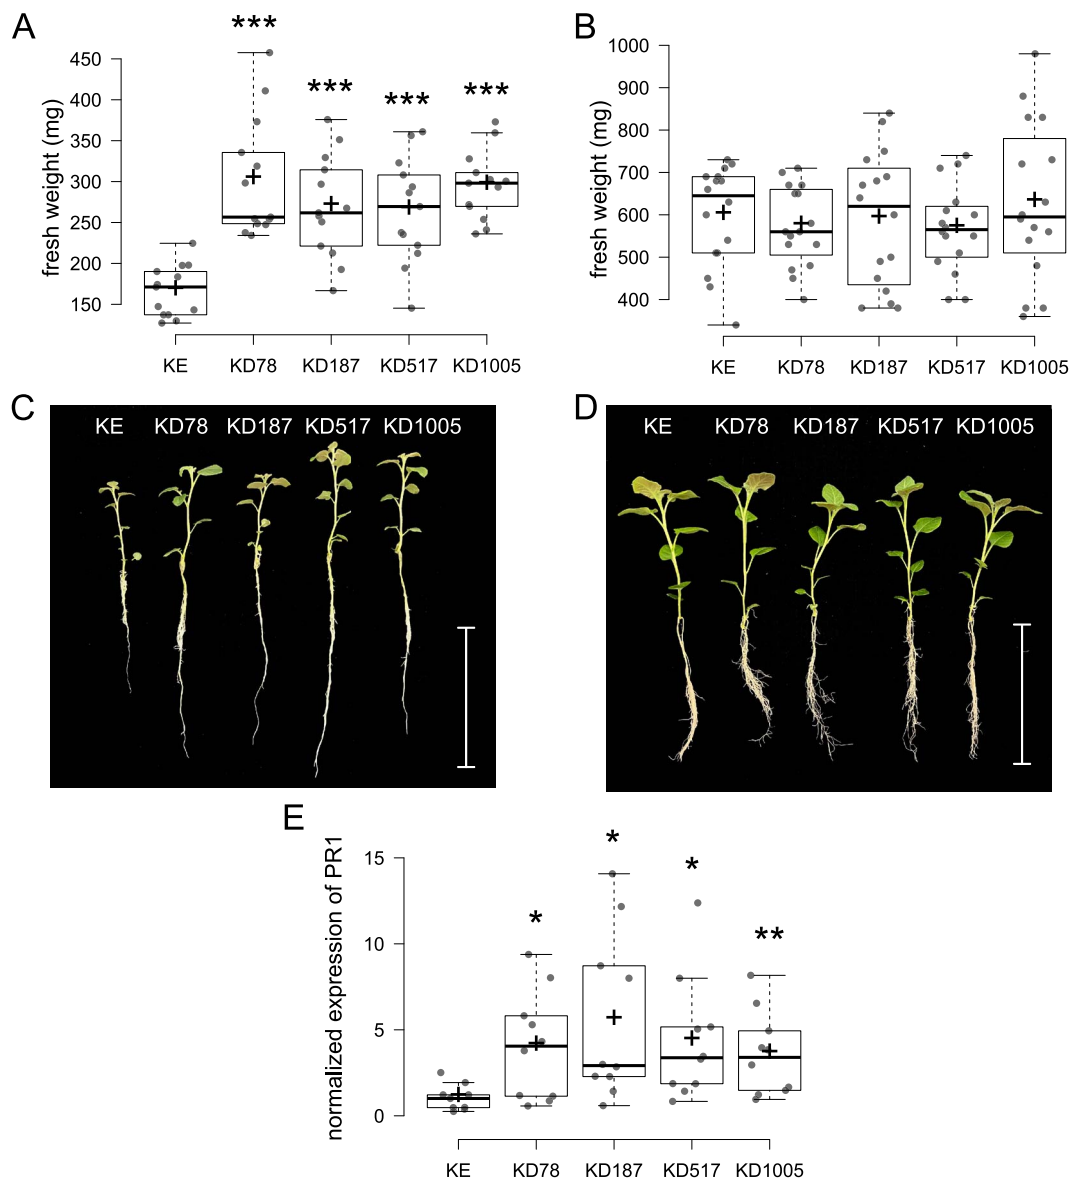 A
fresh weight (mg)
450
400
350
300
250
200
150
***
***
***
***
KE
KD78
KD187
KD517
KD1005
B
fresh weight (mg)
1000
900
800
700
600
500
400
KE
KD78
KD187
KD517
KD1005
C
KE
KD78
KD187
KD517
KD1005
D
KE
KD78
KD187
KD517
KD1005
E
normalized expression of PR1
15
10
5
0
*
*
*
**
KE
KD78
KD187
KD517
KD1005